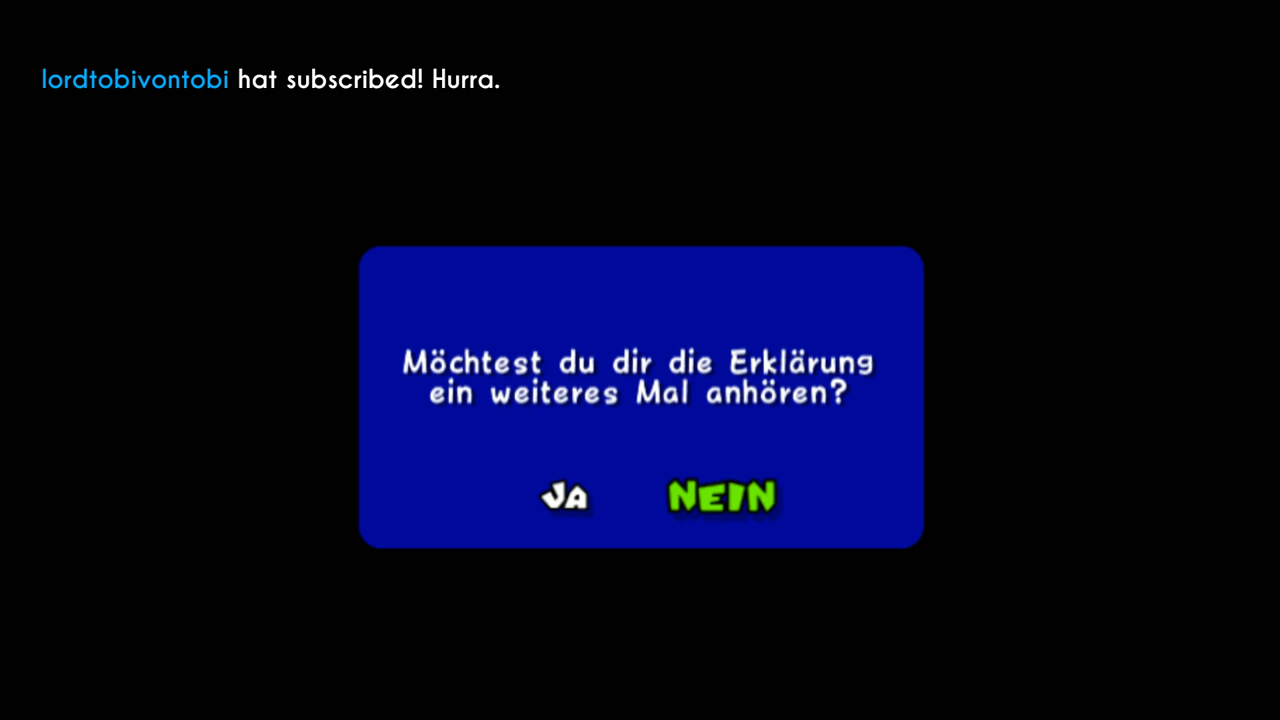 lordtobivontobi hat subscribed! Hurra.
Möchtest du dir die Erklärung
ein weiteres Mal anhören?
JA NEIN